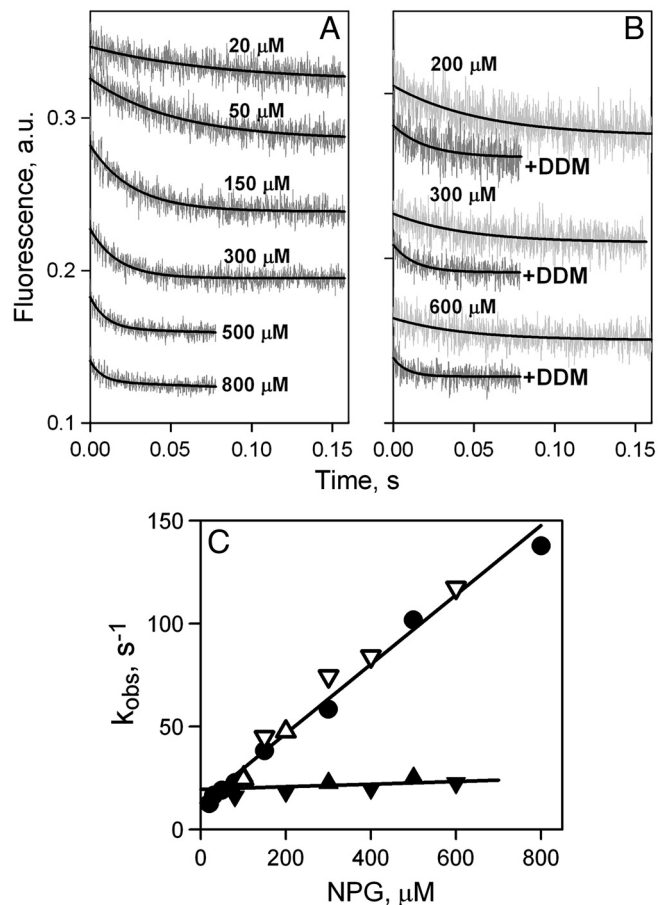 A
20 μM
50 μM
150 μM
300 μM
500 μM
800 μM
Fluorescence, a.u.
0.3
0.2
0.1
0.00 0.05 0.10 0.15
B
200 μM
+DDM
300 μM
+DDM
600 μM
+DDM
0.00 0.05 0.10 0.15
Time, s
C
k_obs, s⁻¹
150
100
50
0
0 200 400 600 800
NPG, μM